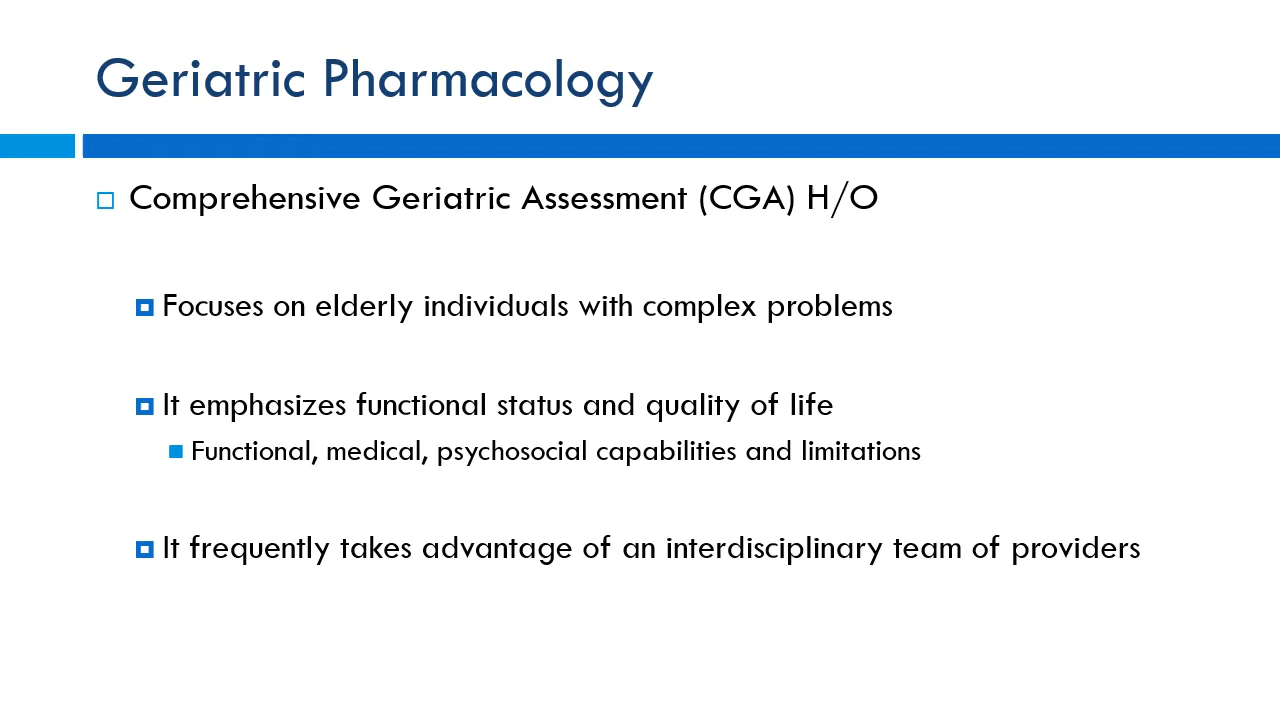 Geriatric Pharmacology
Comprehensive Geriatric Assessment (CGA) H/O
Focuses on elderly individuals with complex problems
It emphasizes functional status and quality of life
Functional, medical, psychosocial capabilities and limitations
It frequently takes advantage of an interdisciplinary team of providers